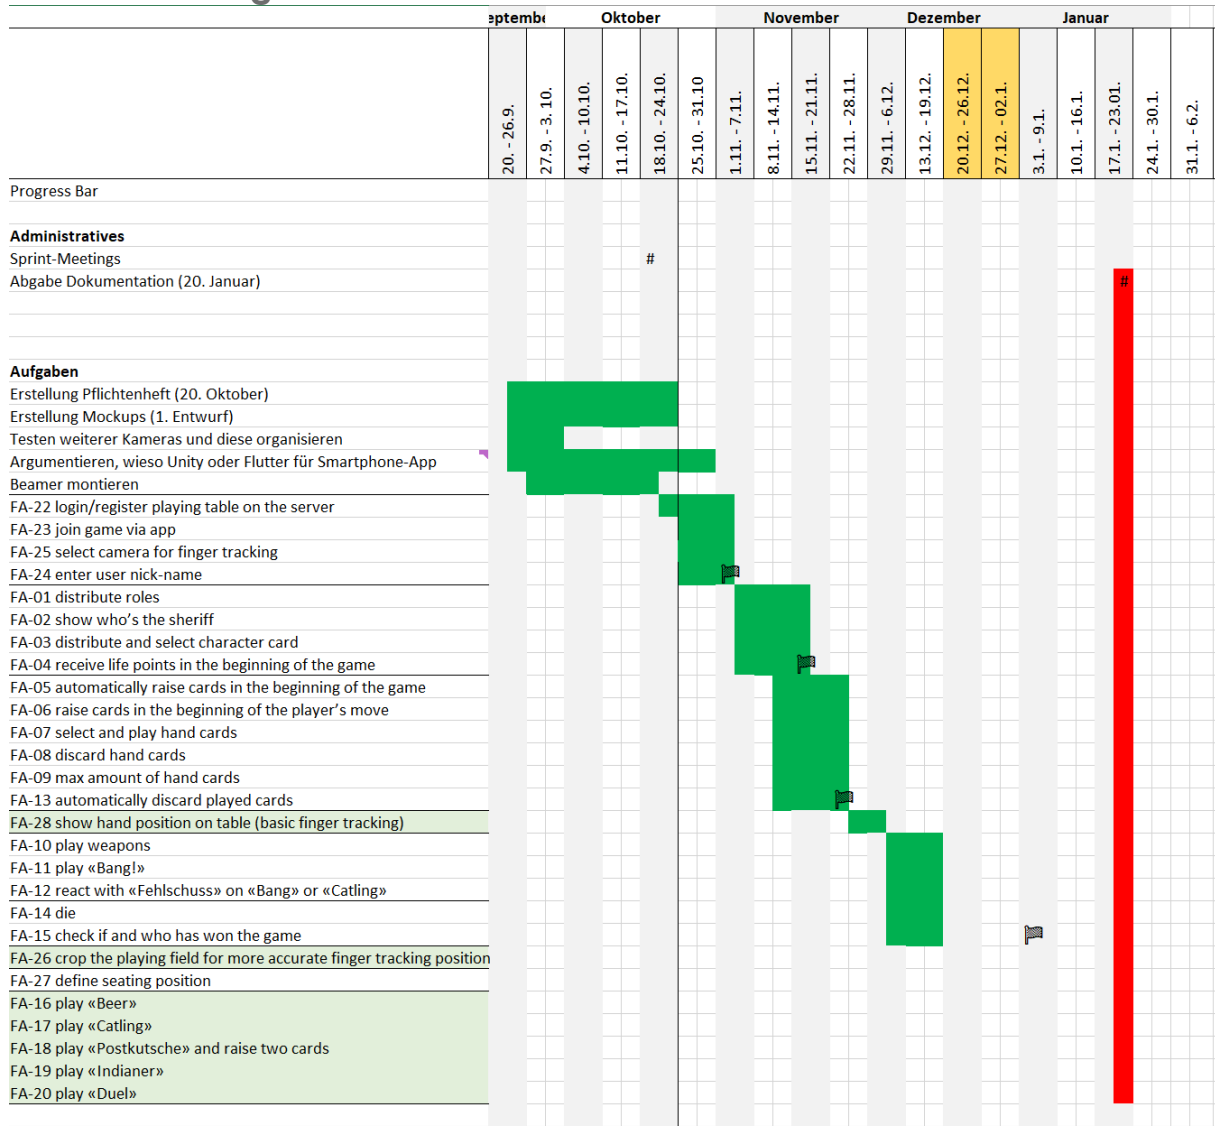 eptembe Oktober November Dezember Januar
20. - 26.9. 27.9. - 3. 10. 4.10. - 10.10. 11.10. - 17.10. 18.10. - 24.10. 25.10. - 31.10 1.11. - 7.11. 8.11. -14.11. 15.11. - 21.11. 22.11. - 28.11. 29.11. - 6.12. 13.12. -19.12. 20.12. - 26.12. 27.12. - 02.1. 3.1. - 9.1. 10.1. -16.1. 17.1. - 23.01. 24.1. - 30.1. 31.1. - 6.2.
Progress Bar
Administratives
Sprint-Meetings #
Abgabe Dokumentation (20. Januar) #
Aufgaben
Erstellung Pflichtenheft (20. Oktober)
Erstellung Mockups (1. Entwurf)
Testen weiterer Kameras und diese organisieren
Argumentieren, wieso Unity oder Flutter für Smartphone-App
Beamer montieren
FA-22 login/register playing table on the server
FA-23 join game via app
FA-25 select camera for finger tracking
FA-24 enter user nick-name
FA-01 distribute roles
FA-02 show who's the sheriff
FA-03 distribute and select character card
FA-04 receive life points in the beginning of the game
FA-05 automatically raise cards in the beginning of the game
FA-06 raise cards in the beginning of the player's move
FA-07 select and play hand cards
FA-08 discard hand cards
FA-09 max amount of hand cards
FA-13 automatically discard played cards
FA-28 show hand position on table (basic finger tracking)
FA-10 play weapons
FA-11 play «Bang!»
FA-12 react with «Fehlschuss» on «Bang» or «Catling»
FA-14 die
FA-15 check if and who has won the game
FA-26 crop the playing field for more accurate finger tracking position
FA-27 define seating position
FA-16 play «Beer»
FA-17 play «Catling»
FA-18 play «Postkutsche» and raise two cards
FA-19 play «Indianer»
FA-20 play «Duel»